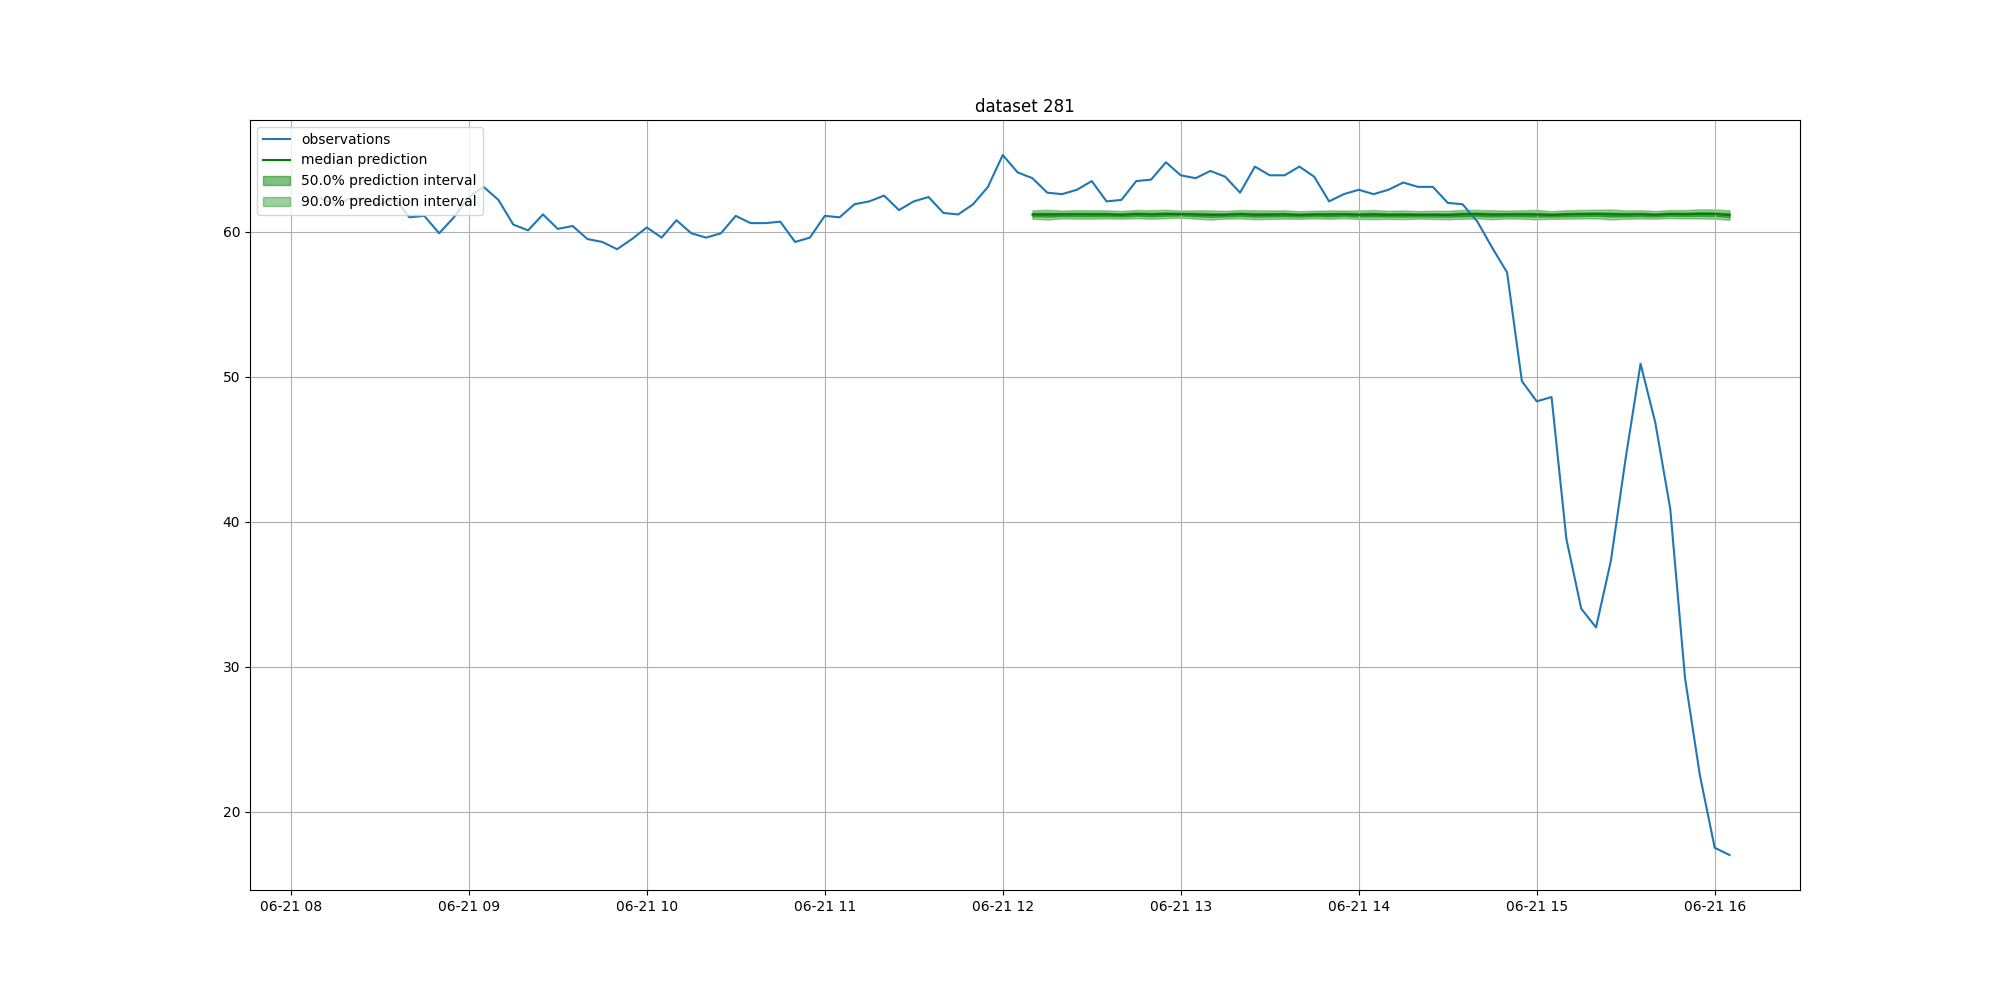 dataset 281
observations
median prediction
50.0% prediction interval
90.0% prediction interval
60
50
40
30
20
06-21 08 06-21 09 06-21 10 06-21 11 06-21 12 06-21 13 06-21 14 06-21 15 06-21 16